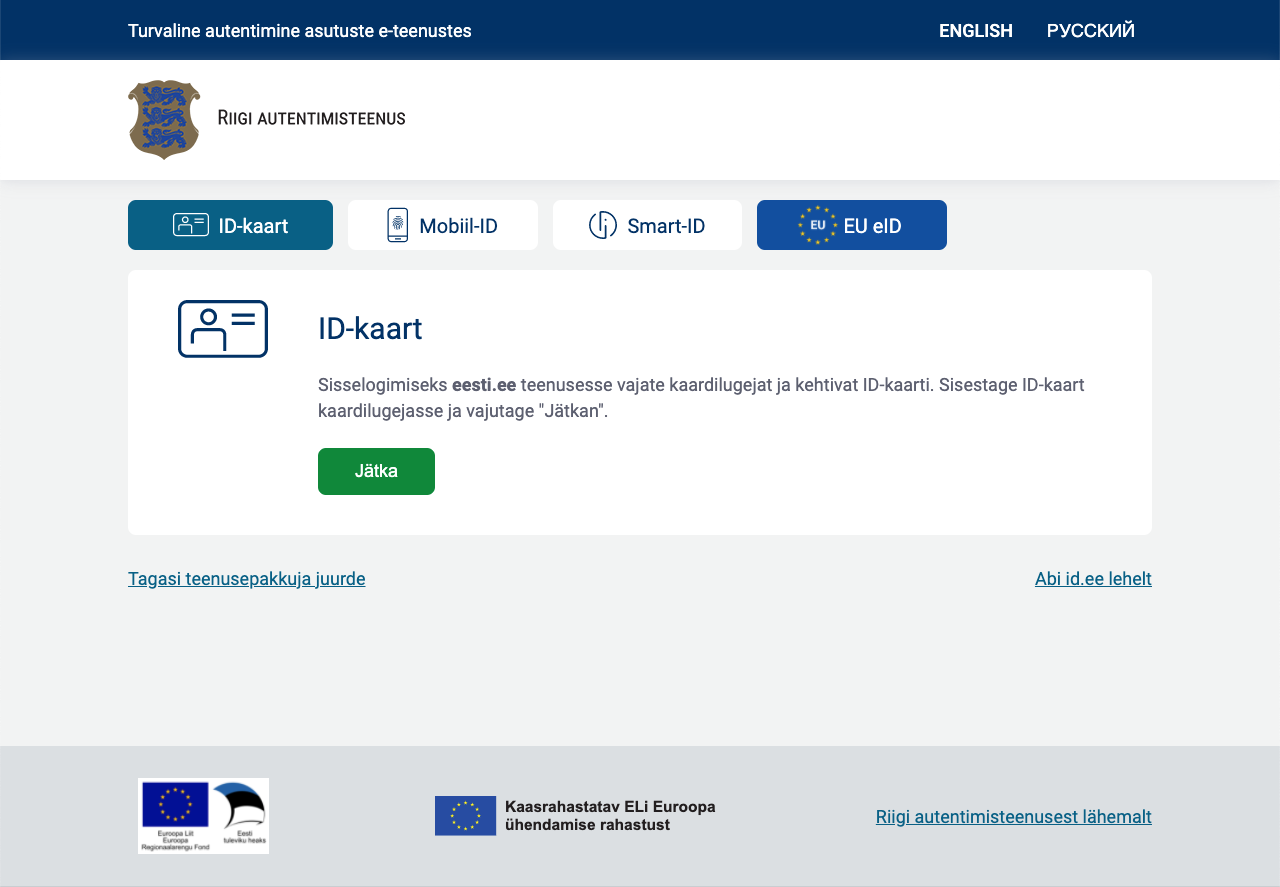 Turvaline autentimine asutuste e-teenustes
ENGLISH
РУССКИЙ
RIIGI AUTENTIMISTEENUS
ID-kaart
Mobiil-ID
Smart-ID
EU
EU eID
ID-kaart
Sisselogimiseks eesti.ee teenusesse vajate kaardilugejat ja kehtivat ID-kaarti. Sisestage ID-kaart
kaardilugejasse ja vajutage "Jätkan".
Jätka
Tagasi teenusepakkuja juurde
Abi id.ee lehelt
Euroopa Liit
Euroopa
Regionaalarengu Fond
Eesti
tuleviku heaks
Kaasrahastatav ELi Euroopa
ühendamise rahastust
Riigi autentimisteenusest lähemalt